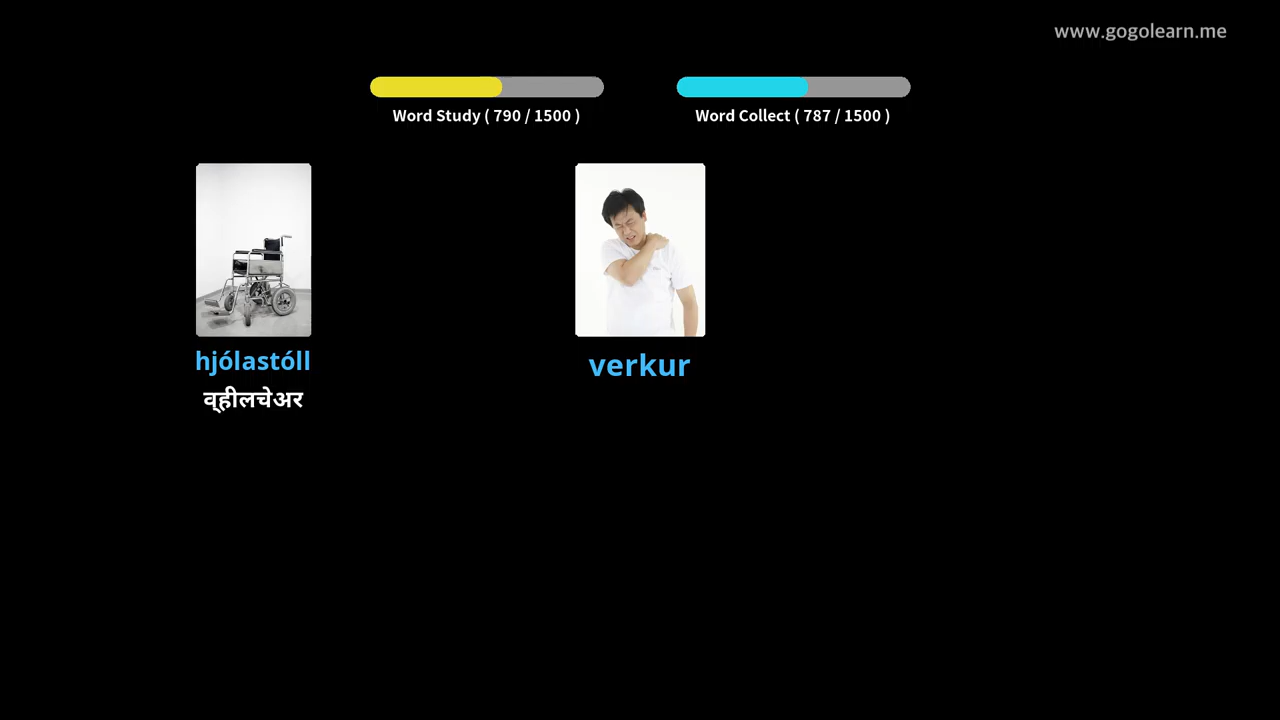 www.gogolearn.me
Word Study ( 790 / 1500 )
Word Collect ( 787 / 1500 )
hjólastóll
verkur
व्हीलचेअर